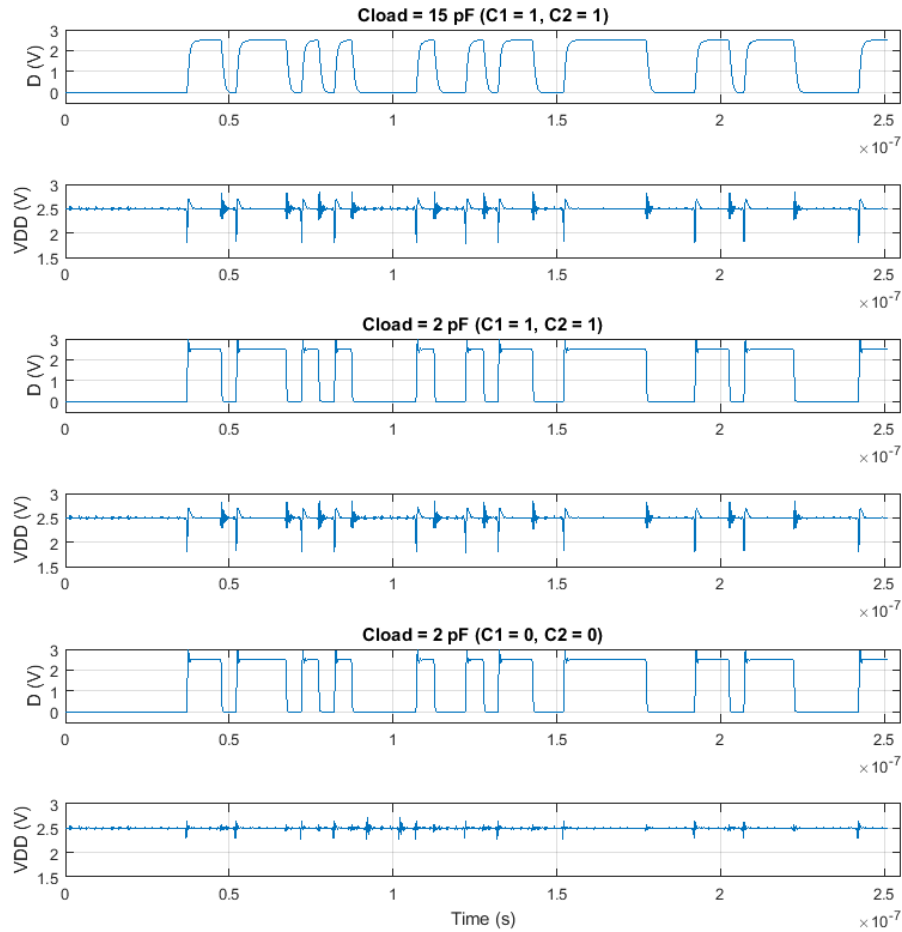 Cload = 15 pF (C1 = 1, C2 = 1)
D (V)
3
2
1
0
0 0.5 1 1.5 2 2.5
×10-7
VDD (V)
3
2.5
2
1.5
0 0.5 1 1.5 2 2.5
×10-7
Cload = 2 pF (C1 = 1, C2 = 1)
D (V)
3
2
1
0
0 0.5 1 1.5 2 2.5
×10-7
VDD (V)
3
2.5
2
1.5
0 0.5 1 1.5 2 2.5
×10-7
Cload = 2 pF (C1 = 0, C2 = 0)
D (V)
3
2
1
0
0 0.5 1 1.5 2 2.5
×10-7
VDD (V)
3
2.5
2
1.5
0 0.5 1 1.5 2 2.5
Time (s)
×10-7